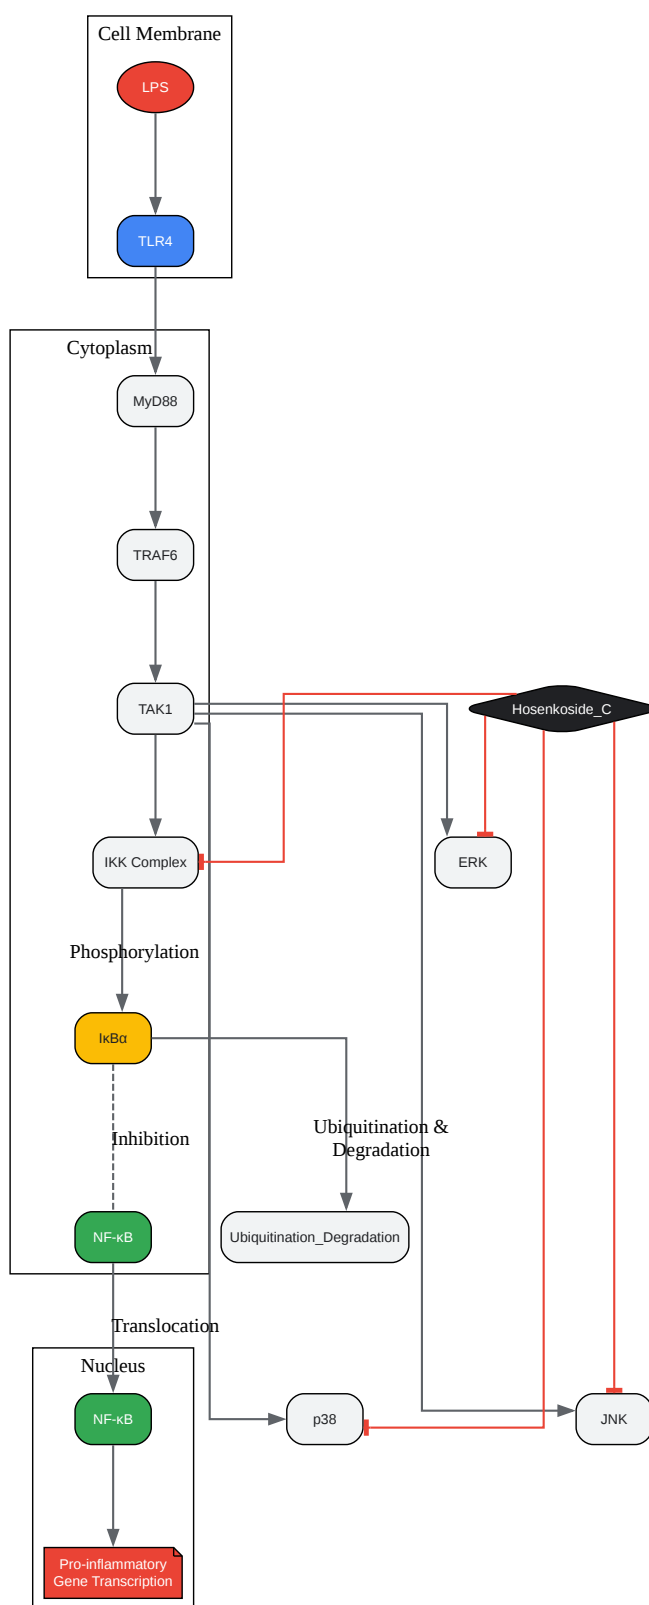 Cell Membrane
LPS
TLR4
Cytoplasm
MyD88
TRAF6
TAK1
Hosenkoside_C
IKK Complex
ERK
Phosphorylation
IκBα
Ubiquitination &
Degradation
Inhibition
NF-κB
Ubiquitination_Degradation
Translocation
Nucleus
NF-κB
p38
JNK
Pro-inflammatory
Gene Transcription